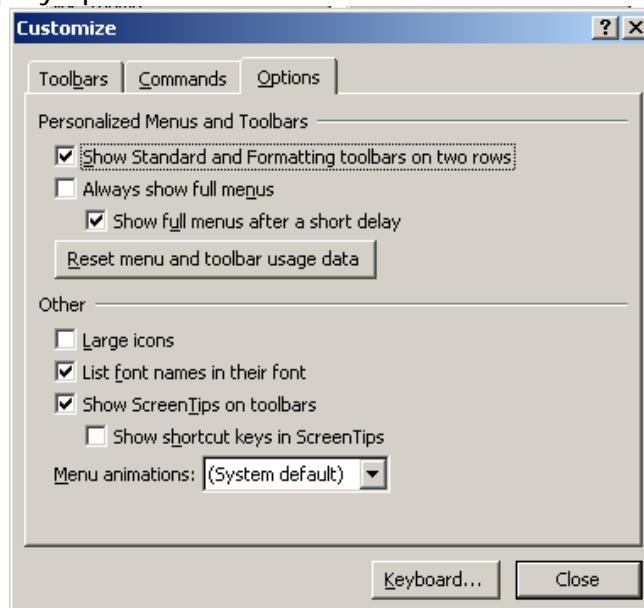 Customize
Toolbars Commands Options
Personalized Menus and Toolbars
Show Standard and Formatting toolbars on two rows
Always show full menus
Show full menus after a short delay
Reset menu and toolbar usage data
Other
Large icons
List font names in their font
Show ScreenTips on toolbars
Show shortcut keys in ScreenTips
Menu animations: (System default)
Keyboard... Close